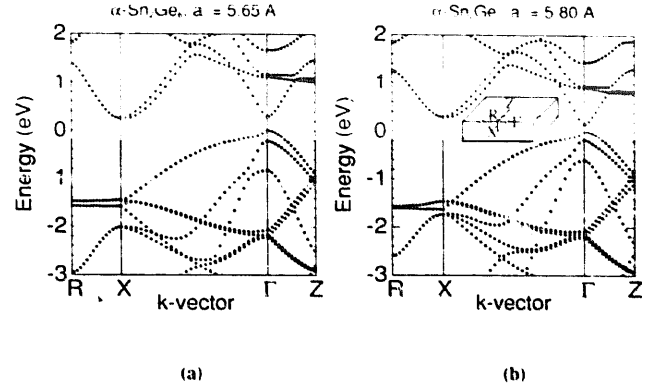 α-Sn Ge a = 5.65 A
α-Sn Ge a = 5.80 A
2
1
0
1
-2
-3
Energy (eV)
R X Γ Z
k-vector
2
1
0
-1
-2
-3
Energy (eV)
R
X
R X Γ Z
k-vector
(a)
(b)